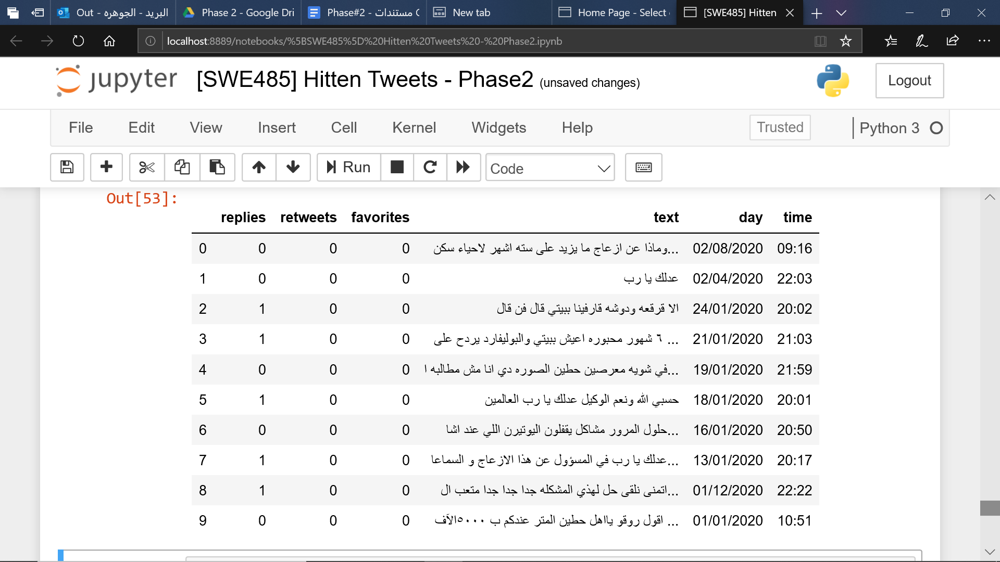 Out - البريد - الجوهره
Phase 2 - Google Dri
Phase#2 - مستندات
New tab
Home Page - Select
[SWE485] Hitten
localhost:8889/notebooks/%5BSWE485%5D%20Hitten%20Tweets%20-%20Phase2.ipynb
jupyter [SWE485] Hitten Tweets - Phase2 (unsaved changes)
Logout
File Edit View Insert Cell Kernel Widgets Help Trusted Python 3
Run Code
Out[53]:
replies retweets favorites text day time
0 0 0 0 وماذا عن ازعاج ما يزيد على سته اشهر لاحياء سكن... 02/08/2020 09:16
1 0 0 0 عدلك يا رب 02/04/2020 22:03
2 1 0 0 الا قرقعه ودوشه قارفينا ببيتي قال فن قال 24/01/2020 20:02
3 1 0 0 ٦ شهور محبوره اعيش ببيتي والبوليفارد يردح على ... 21/01/2020 21:03
4 0 0 0 في شويه معرصين حطين الصوره دي انا مش مطالبه ا... 19/01/2020 21:59
5 1 0 0 حسبي الله ونعم الوكيل عدلك يا رب العالمين 18/01/2020 20:01
6 0 0 0 حلول المرور مشاكل يقفلون اليوتيرن اللي عند اشا... 16/01/2020 20:50
7 1 0 0 عدلك يا رب في المسؤول عن هذا الازعاج و السماعا... 13/01/2020 20:17
8 1 0 0 اتمنى نلقى حل لهذي المشكله جدا جدا جدا متعب ال... 01/12/2020 22:22
9 0 0 0 اقول روقو يااهل حطين المتر عندكم ب ٥٠٠٠الآف ... 01/01/2020 10:51